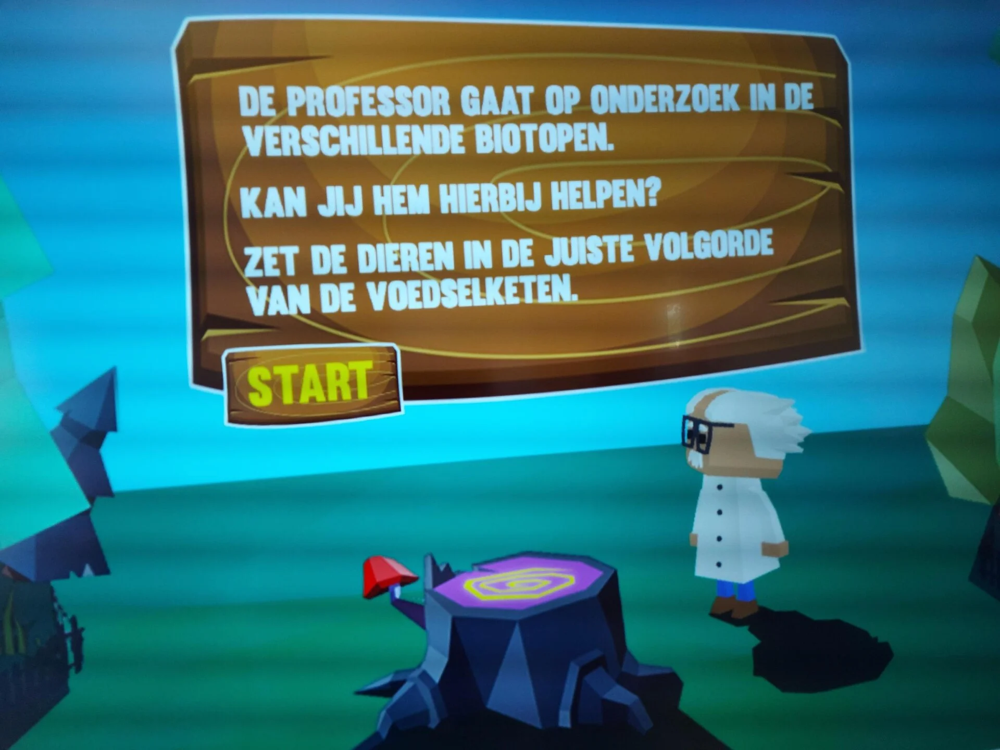 DE PROFESSOR GAAT OP ONDERZOEK IN DE
VERSCHILLENDE BIOTOPEN.
KAN JIJ HEM HIERBIJ HELPEN?
ZET DE DIEREN IN DE JUISTE VOLGORDE
VAN DE VOEDSELKETEN.
START